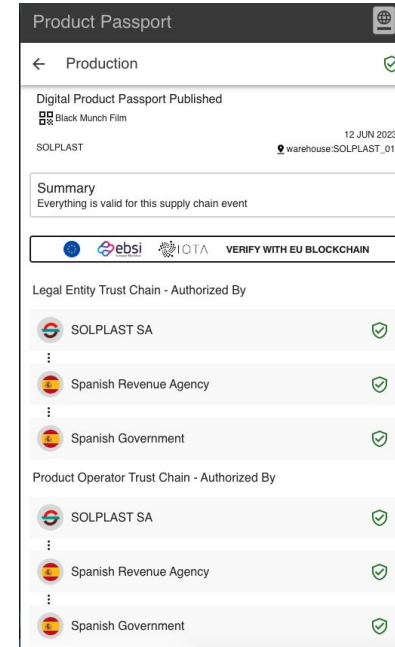 Product Passport
Production
Digital Product Passport Published
Black Munch Film
12 JUN 2023
SOLPLAST
warehouse:SOLPLAST_01
Summary
Everything is valid for this supply chain event
ebsi IOTA VERIFY WITH EU BLOCKCHAIN
Legal Entity Trust Chain - Authorized By
SOLPLAST SA
Spanish Revenue Agency
Spanish Government
Product Operator Trust Chain - Authorized By
SOLPLAST SA
Spanish Revenue Agency
Spanish Government